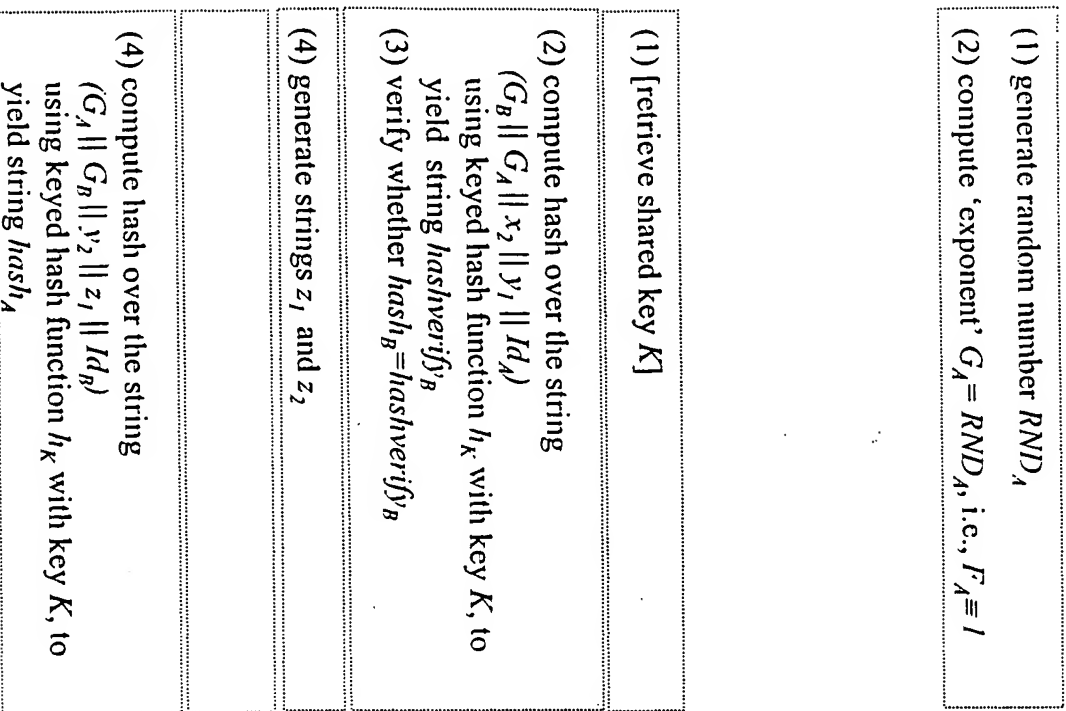 (1) generate random number RND_A
(2) compute ‘exponent’ G_A= RND_A, i.e., F_A≡1
(1) [retrieve shared key K]
(2) compute hash over the string
(G_B || G_A || x_2 || y_1 || Id_A)
using keyed hash function h_K with key K, to
yield string hashverify_B
(3) verify whether hash_B=hashverify_B
(4) generate strings z_1 and z_2
(4) compute hash over the string
(G_A || G_B || y_2 || z_1 || Id_B)
using keyed hash function h_K with key K, to
yield string hash_A